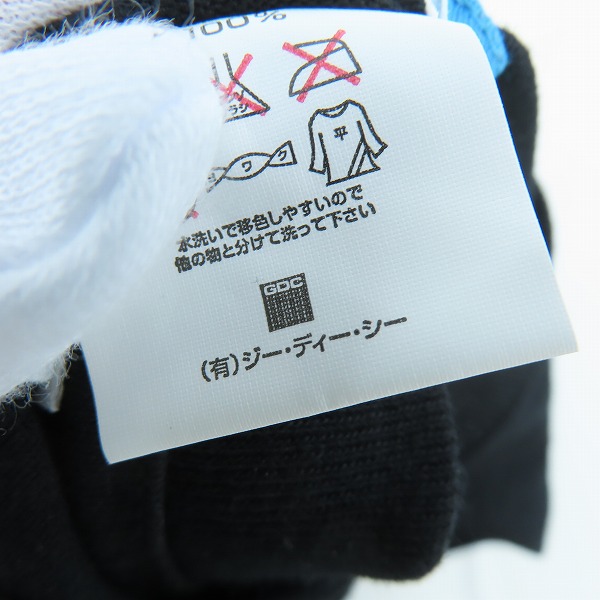 100%
平
水洗いで移色しやすいので
他の物と分けて洗って下さい
GDC
(有)ジー・ディー・シー